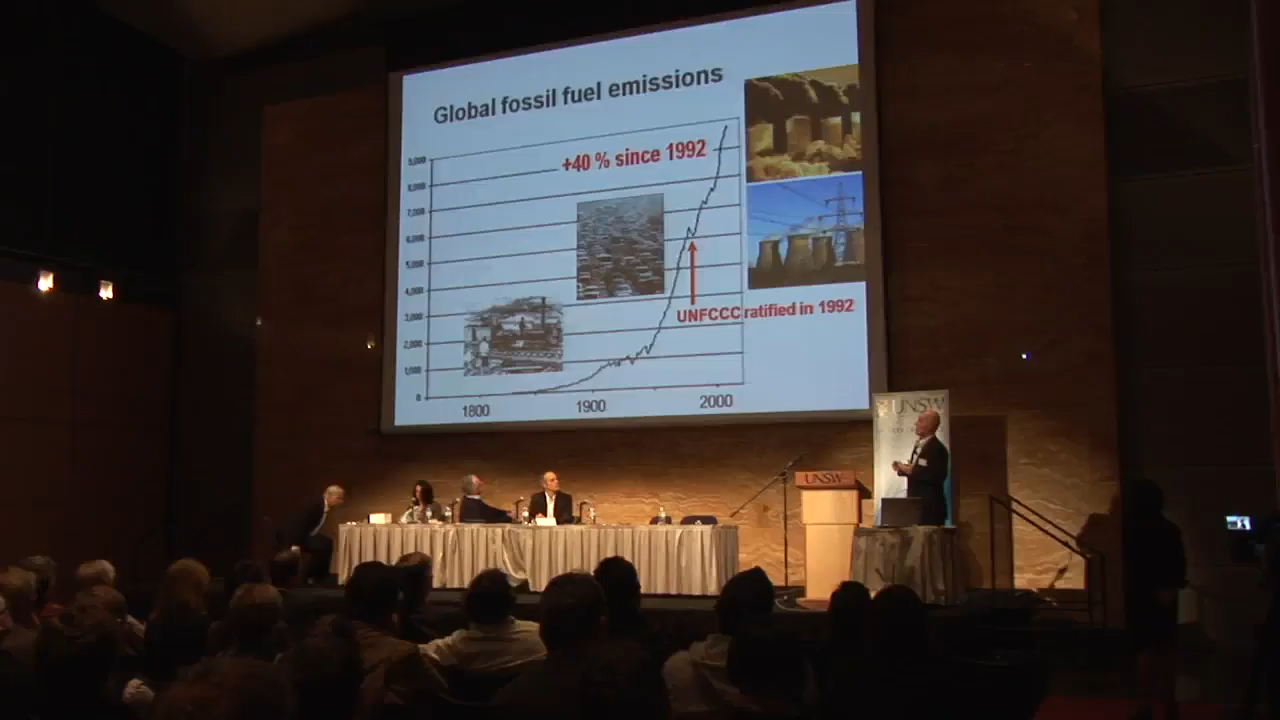 Global fossil fuel emissions
+40 % since 1992
9,000
8,000
7,000
6,000
5,000
4,000
3,000
2,000
1,000
0
UNFCCC ratified in 1992
1800
1900
2000
UNSW
UNSW